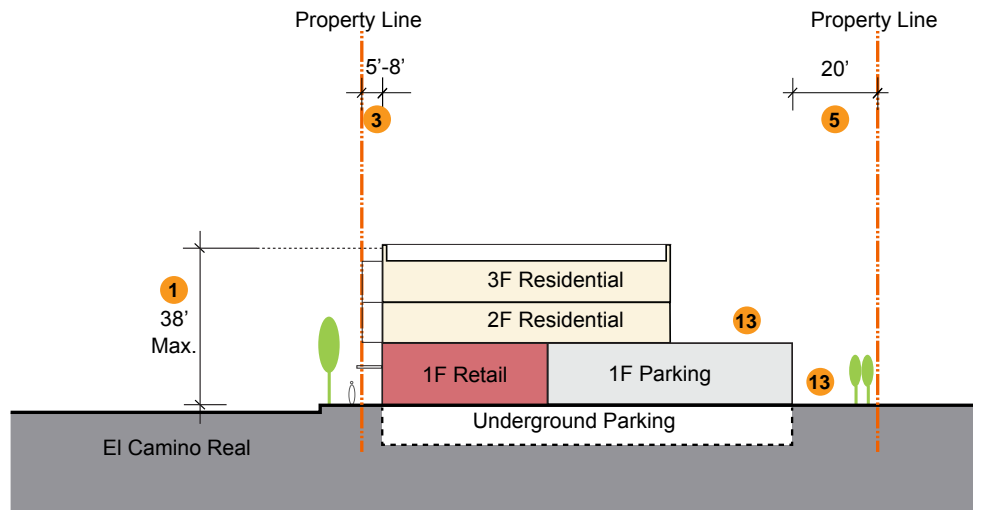 Property Line
Property Line
5’-8’
20’
3
5
1
38’
Max.
3F Residential
2F Residential
13
1F Retail
1F Parking
13
Underground Parking
El Camino Real